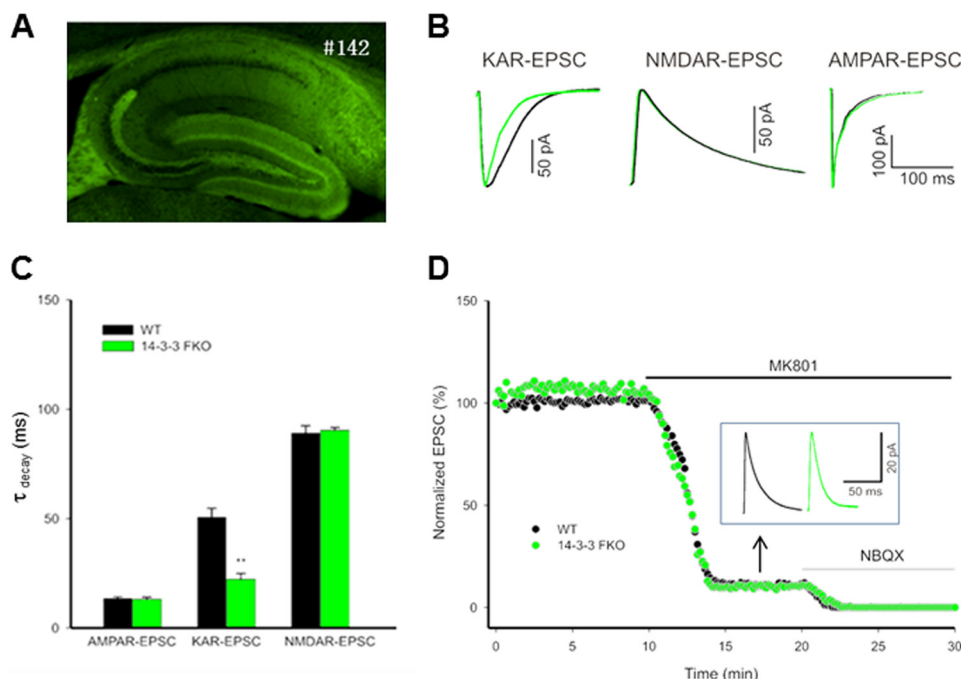 A
#142
B
KAR-EPSC
NMDAR-EPSC
AMPAR-EPSC
50 pA
50 pA
100 pA
100 ms
C
150
100
50
0
τ decay (ms)
WT
14-3-3 FKO
**
AMPAR-EPSC
KAR-EPSC
NMDAR-EPSC
D
150
100
50
0
Normalized EPSC (%)
MK801
20 pA
50 ms
WT
14-3-3 FKO
NBQX
0
5
10
15
20
25
30
Time (min)